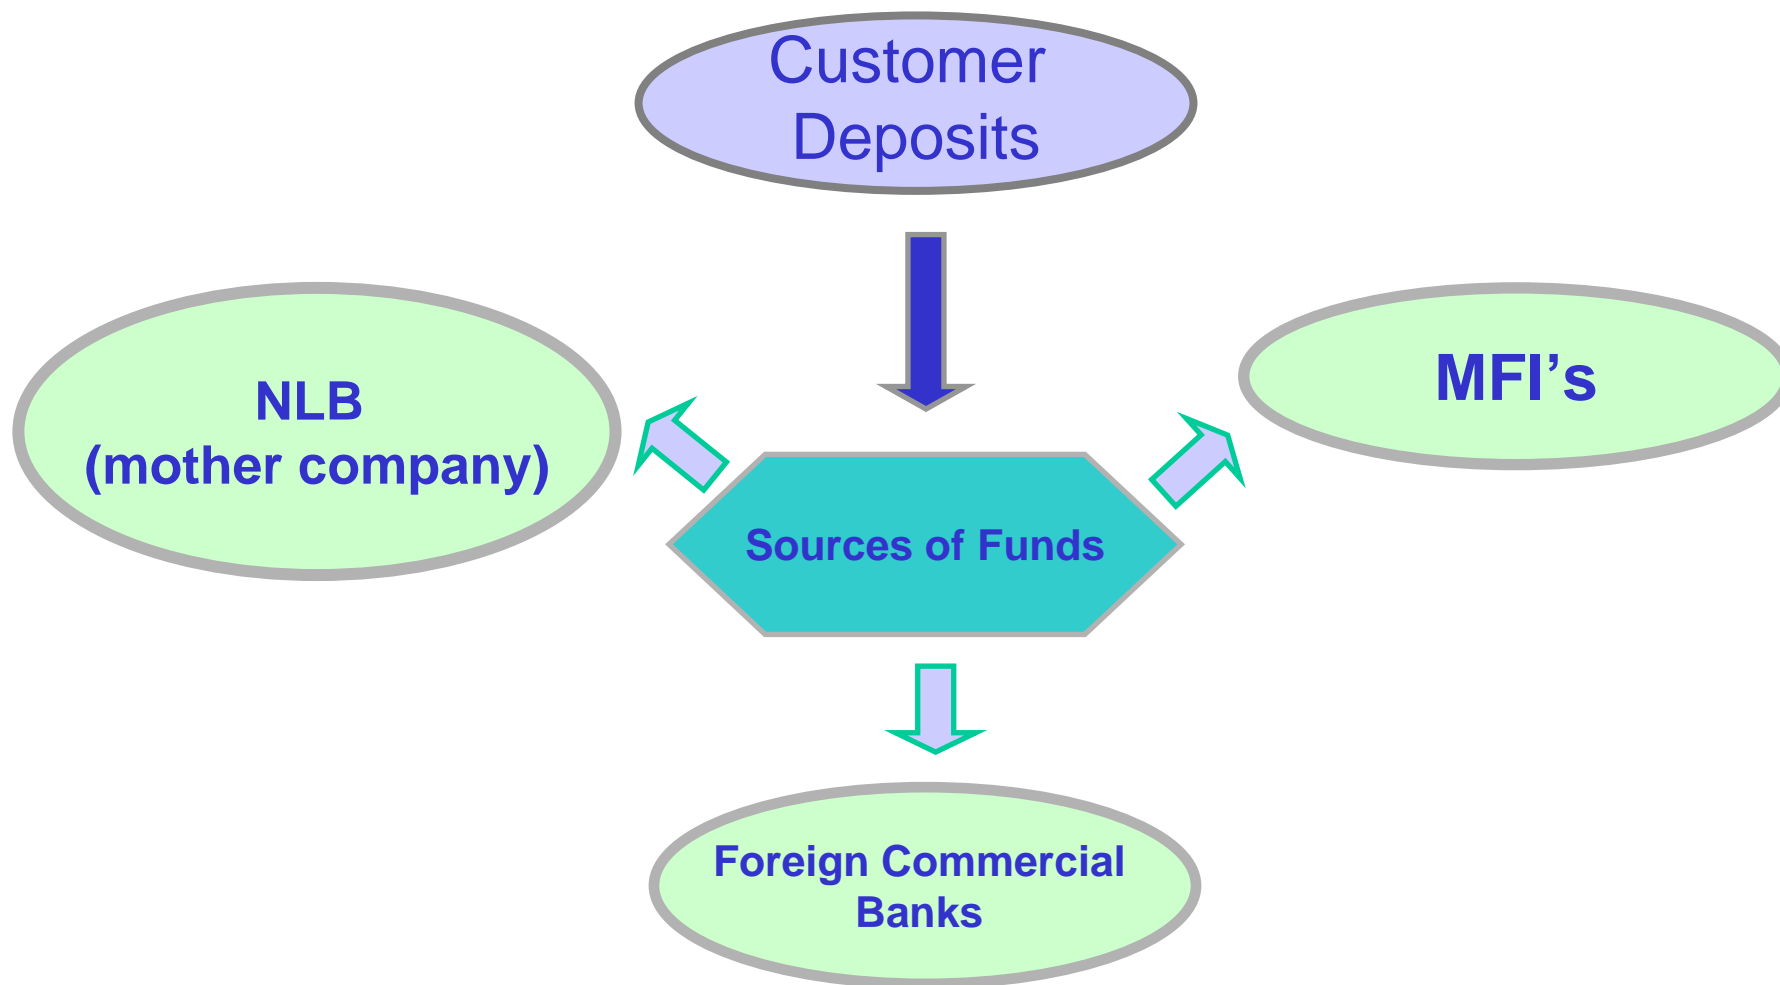 Customer
Deposits
NLB
(mother company)
MFI’s
Sources of Funds
Foreign Commercial
Banks